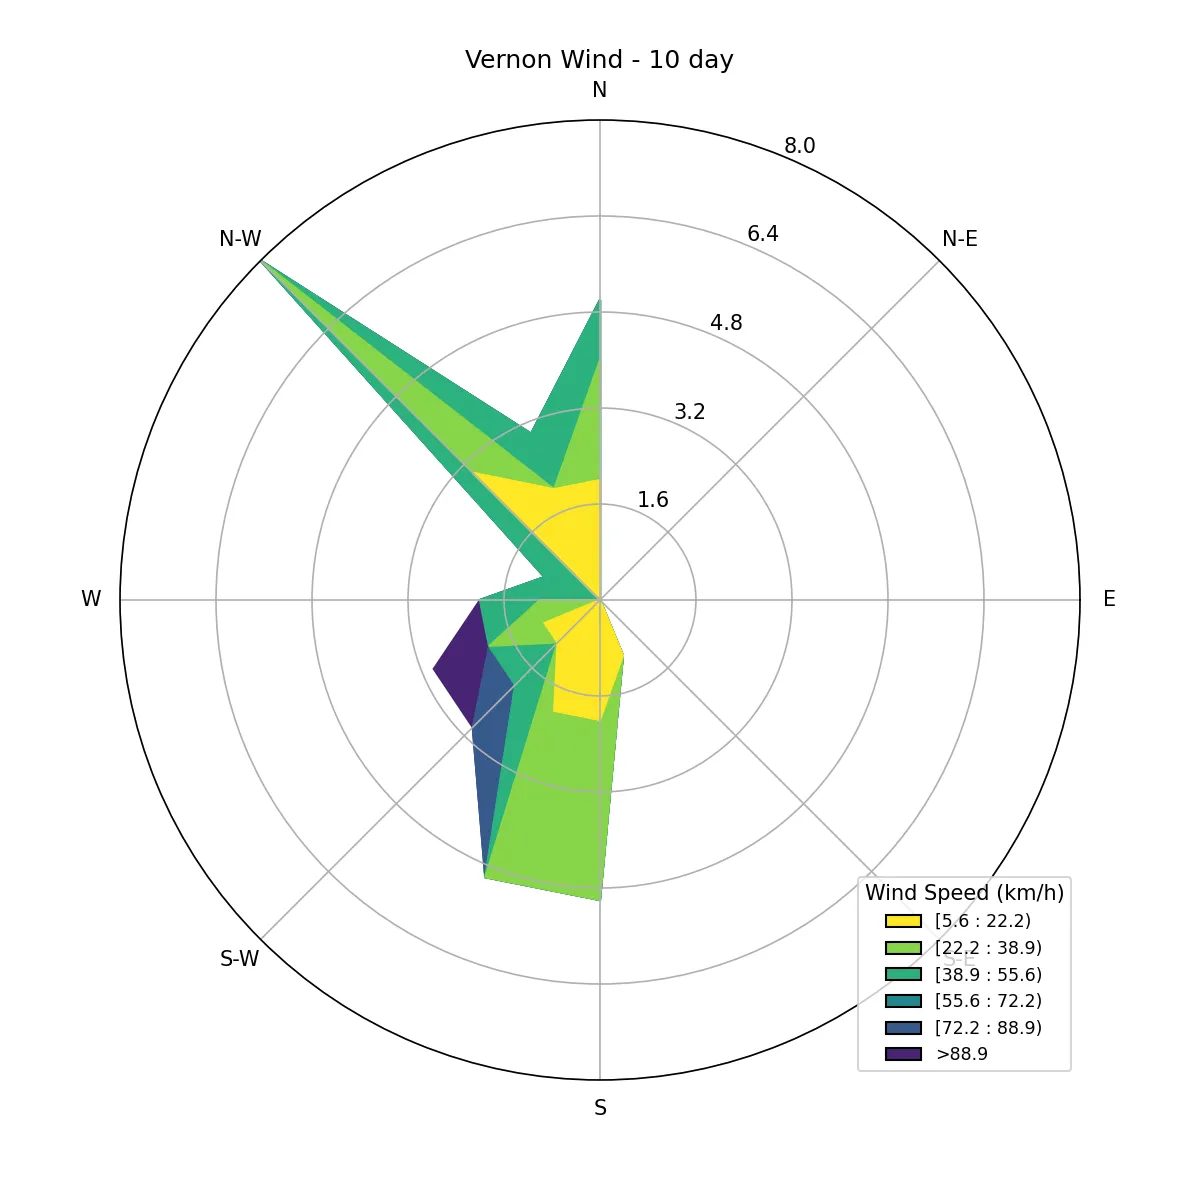 Vernon Wind - 10 day
N
8.0
N-W
N-E
6.4
4.8
3.2
1.6
W
E
Wind Speed (km/h)
[5.6 : 22.2)
[22.2 : 38.9)
S-W
S-E
[38.9 : 55.6)
[55.6 : 72.2)
[72.2 : 88.9)
>88.9
S